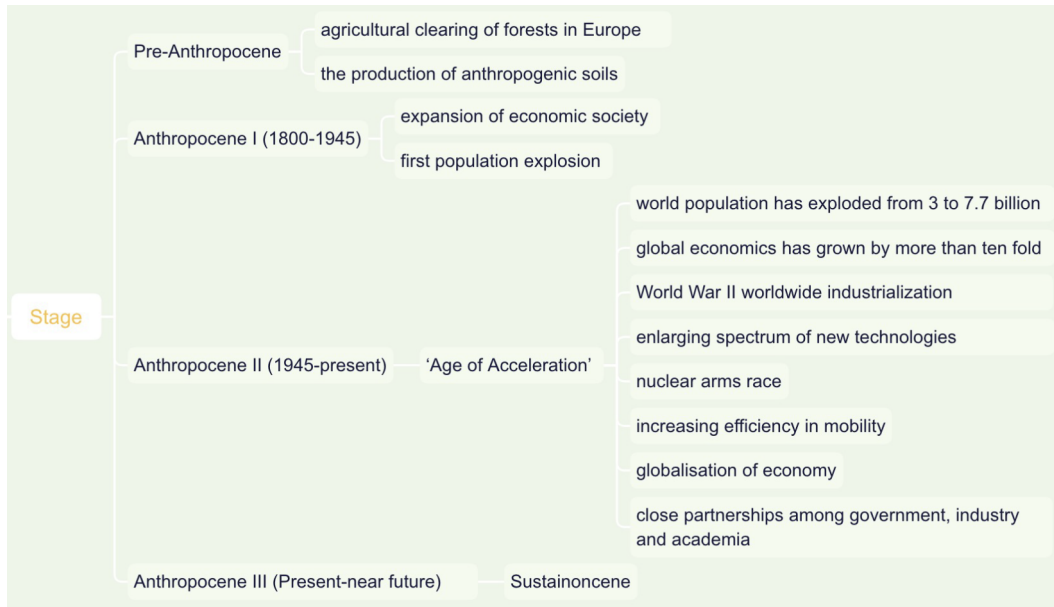 Stage
Pre-Anthropocene
agricultural clearing of forests in Europe
the production of anthropogenic soils
Anthropocene I (1800-1945)
expansion of economic society
first population explosion
Anthropocene II (1945-present)
‘Age of Acceleration’
world population has exploded from 3 to 7.7 billion
global economics has grown by more than ten fold
World War II worldwide industrialization
enlarging spectrum of new technologies
nuclear arms race
increasing efficiency in mobility
globalisation of economy
close partnerships among government, industry
and academia
Anthropocene III (Present-near future)
Sustainoncene